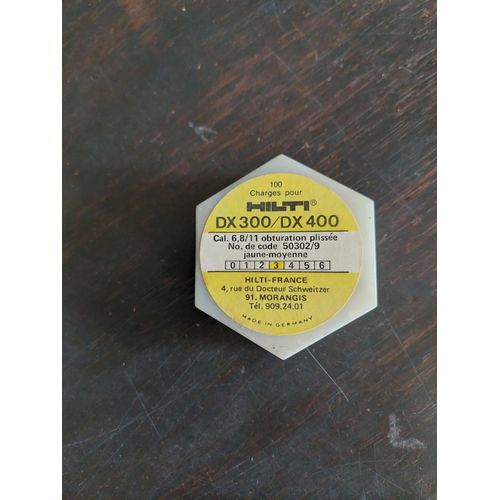 100
Charges pour
HILTI®
DX 300/DX 400
Cal. 6,8/11 obturation plissée
No. de code 50302/9
jaune-moyenne
0 1 2 3 4 5 6
HILTI-FRANCE
4, rue du Docteur Schweitzer
91. MORANGIS
Tél. 909.24.01
MADE IN GERMANY